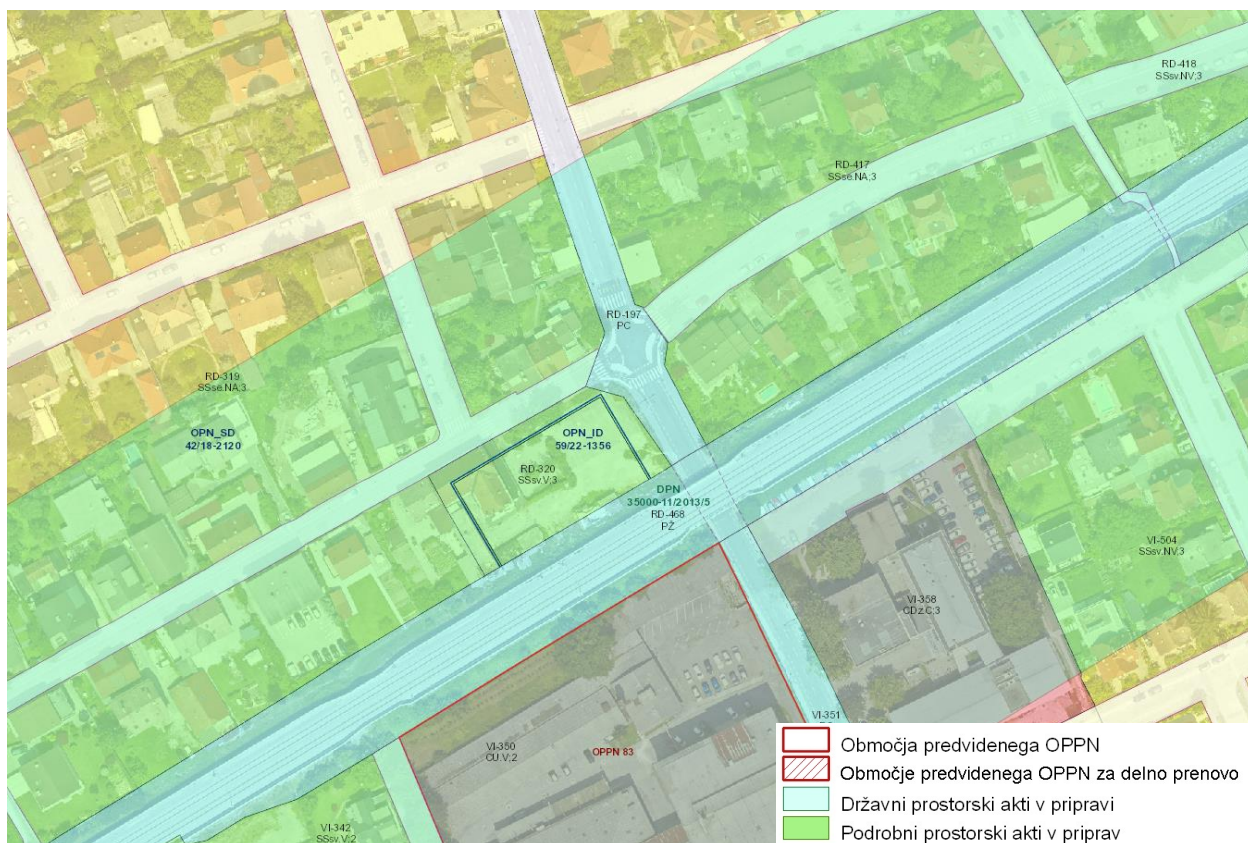 RD-418
SSsv.NV;3
RD-417
SSse.NA;3
RD-197
PC
RD-319
SSse.NA;3
OPN_SD
42/18-2120
OPN_ID
59/22-1356
RD-320
SSsv.V;3
DPN
35000-11/2013/5
RD-468
PŽ
VI-504
SSsv.NV;3
VI-358
CDz.C;3
VI-351
VI-350
CU.V;2
OPPN 83
VI-342
SSsv.V;2
Območja predvidenega OPPN
Območje predvidenega OPPN za delno prenovo
Državni prostorski akti v pripravi
Podrobni prostorski akti v priprav